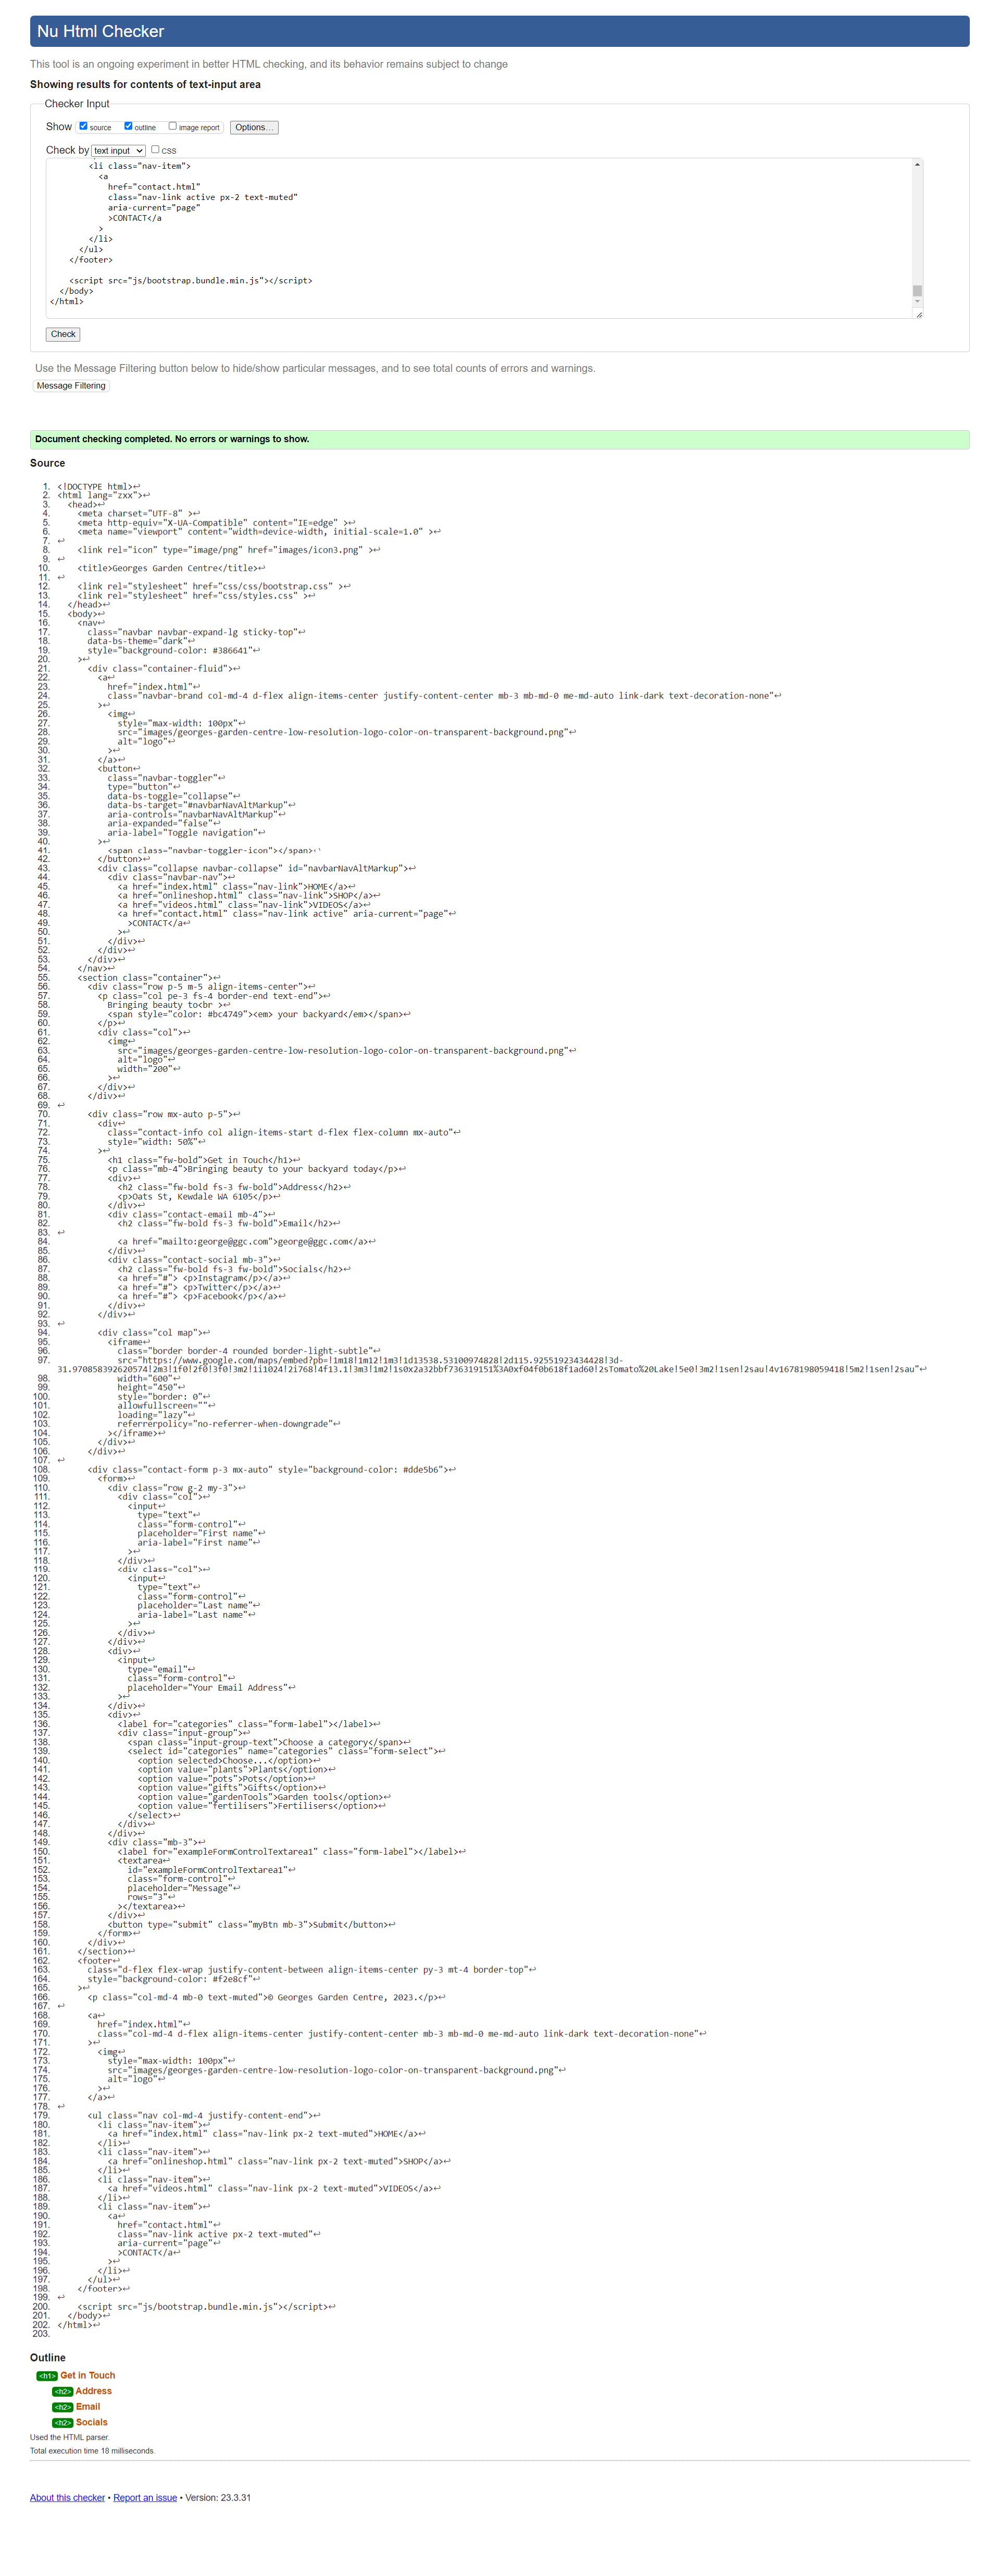 Nu Html Checker
This tool is an ongoing experiment in better HTML checking, and its behavior remains subject to change
Showing results for contents of text-input area
Checker Input
Show source outline image report Options…
Check by text input css
<li class="nav-item">
<a
href="contact.html"
class="nav-link active px-2 text-muted"
aria-current="page"
>CONTACT</a
>
</li>
</ul>
</footer>
<script src="js/bootstrap.bundle.min.js"></script>
</body>
</html>
Check
Use the Message Filtering button below to hide/show particular messages, and to see total counts of errors and warnings.
Message Filtering
Document checking completed. No errors or warnings to show.
Source
1. <!DOCTYPE html>↩
2. <html lang="zxx">↩
3. <head>↩
4. <meta charset="UTF-8" >↩
5. <meta http-equiv="X-UA-Compatible" content="IE=edge" >↩
6. <meta name="viewport" content="width=device-width, initial-scale=1.0" >↩
7. ↩
8. <link rel="icon" type="image/png" href="images/icon3.png" >↩
9. ↩
10. <title>Georges Garden Centre</title>↩
11. ↩
12. <link rel="stylesheet" href="css/css/bootstrap.css" >↩
13. <link rel="stylesheet" href="css/styles.css" >↩
14. </head>↩
15. <body>↩
16. <nav↩
17. class="navbar navbar-expand-lg sticky-top"↩
18. data-bs-theme="dark"↩
19. style="background-color: #386641"↩
20. >↩
21. <div class="container-fluid">↩
22. <a↩
23. href="index.html"↩
24. class="navbar-brand col-md-4 d-flex align-items-center justify-content-center mb-3 mb-md-0 me-md-auto link-dark text-decoration-none"↩
25. >↩
26. <img↩
27. style="max-width: 100px"↩
28. src="images/georges-garden-centre-low-resolution-logo-color-on-transparent-background.png"↩
29. alt="logo"↩
30. >↩
31. </a>↩
32. <button↩
33. class="navbar-toggler"↩
34. type="button"↩
35. data-bs-toggle="collapse"↩
36. data-bs-target="#navbarNavAltMarkup"↩
37. aria-controls="navbarNavAltMarkup"↩
38. aria-expanded="false"↩
39. aria-label="Toggle navigation"↩
40. >↩
41. <span class="navbar-toggler-icon"></span>↩
42. </button>↩
43. <div class="collapse navbar-collapse" id="navbarNavAltMarkup">↩
44. <div class="navbar-nav">↩
45. <a href="index.html" class="nav-link">HOME</a>↩
46. <a href="onlineshop.html" class="nav-link">SHOP</a>↩
47. <a href="videos.html" class="nav-link">VIDEOS</a>↩
48. <a href="contact.html" class="nav-link active" aria-current="page"↩
49. >CONTACT</a↩
50. >↩
51. </div>↩
52. </div>↩
53. </div>↩
54. </nav>↩
55. <section class="container">↩
56. <div class="row p-5 m-5 align-items-center">↩
57. <p class="col pe-3 fs-4 border-end text-end">↩
58. Bringing beauty to<br >↩
59. <span style="color: #bc4749"><em> your backyard</em></span>↩
60. </p>↩
61. <div class="col">↩
62. <img↩
63. src="images/georges-garden-centre-low-resolution-logo-color-on-transparent-background.png"↩
64. alt="logo"↩
65. width="200"↩
66. >↩
67. </div>↩
68. </div>↩
69. ↩
70. <div class="row mx-auto p-5">↩
71. <div↩
72. class="contact-info col align-items-start d-flex flex-column mx-auto"↩
73. style="width: 50%"↩
74. >↩
75. <h1 class="fw-bold">Get in Touch</h1>↩
76. <p class="mb-4">Bringing beauty to your backyard today</p>↩
77. <div>↩
78. <h2 class="fw-bold fs-3 fw-bold">Address</h2>↩
79. <p>Oats St, Kewdale WA 6105</p>↩
80. </div>↩
81. <div class="contact-email mb-4">↩
82. <h2 class="fw-bold fs-3 fw-bold">Email</h2>↩
83. ↩
84. <a href="mailto:george@ggc.com">george@ggc.com</a>↩
85. </div>↩
86. <div class="contact-social mb-3">↩
87. <h2 class="fw-bold fs-3 fw-bold">Socials</h2>↩
88. <a href="#"> <p>Instagram</p></a>↩
89. <a href="#"> <p>Twitter</p></a>↩
90. <a href="#"> <p>Facebook</p></a>↩
91. </div>↩
92. </div>↩
93. ↩
94. <div class="col map">↩
95. <iframe↩
96. class="border border-4 rounded border-light-subtle"↩
97. src="https://www.google.com/maps/embed?pb=!1m18!1m12!1m3!1d13538.53100974828!2d115.92551923434428!3d-
31.970858392620574!2m3!1f0!2f0!3f0!3m2!1i1024!2i768!4f13.1!3m3!1m2!1s0x2a32bbf736319151%3A0xf04f0b618f1ad60!2sTomato%20Lake!5e0!3m2!1sen!2sau!4v1678198059418!5m2!1sen!2sau"↩
98. width="600"↩
99. height="450"↩
100. style="border: 0"↩
101. allowfullscreen=""↩
102. loading="lazy"↩
103. referrerpolicy="no-referrer-when-downgrade"↩
104. ></iframe>↩
105. </div>↩
106. </div>↩
107. ↩
108. <div class="contact-form p-3 mx-auto" style="background-color: #dde5b6">↩
109. <form>↩
110. <div class="row g-2 my-3">↩
111. <div class="col">↩
112. <input↩
113. type="text"↩
114. class="form-control"↩
115. placeholder="First name"↩
116. aria-label="First name"↩
117. >↩
118. </div>↩
119. <div class="col">↩
120. <input↩
121. type="text"↩
122. class="form-control"↩
123. placeholder="Last name"↩
124. aria-label="Last name"↩
125. >↩
126. </div>↩
127. </div>↩
128. <div>↩
129. <input↩
130. type="email"↩
131. class="form-control"↩
132. placeholder="Your Email Address"↩
133. >↩
134. </div>↩
135. <div>↩
136. <label for="categories" class="form-label"></label>↩
137. <div class="input-group">↩
138. <span class="input-group-text">Choose a category</span>↩
139. <select id="categories" name="categories" class="form-select">↩
140. <option selected>Choose...</option>↩
141. <option value="plants">Plants</option>↩
142. <option value="pots">Pots</option>↩
143. <option value="gifts">Gifts</option>↩
144. <option value="gardenTools">Garden tools</option>↩
145. <option value="fertilisers">Fertilisers</option>↩
146. </select>↩
147. </div>↩
148. </div>↩
149. <div class="mb-3">↩
150. <label for="exampleFormControlTextarea1" class="form-label"></label>↩
151. <textarea↩
152. id="exampleFormControlTextarea1"↩
153. class="form-control"↩
154. placeholder="Message"↩
155. rows="3"↩
156. ></textarea>↩
157. </div>↩
158. <button type="submit" class="myBtn mb-3">Submit</button>↩
159. </form>↩
160. </div>↩
161. </section>↩
162. <footer↩
163. class="d-flex flex-wrap justify-content-between align-items-center py-3 mt-4 border-top"↩
164. style="background-color: #f2e8cf"↩
165. >↩
166. <p class="col-md-4 mb-0 text-muted">© Georges Garden Centre, 2023.</p>↩
167. ↩
168. <a↩
169. href="index.html"↩
170. class="col-md-4 d-flex align-items-center justify-content-center mb-3 mb-md-0 me-md-auto link-dark text-decoration-none"↩
171. >↩
172. <img↩
173. style="max-width: 100px"↩
174. src="images/georges-garden-centre-low-resolution-logo-color-on-transparent-background.png"↩
175. alt="logo"↩
176. >↩
177. </a>↩
178. ↩
179. <ul class="nav col-md-4 justify-content-end">↩
180. <li class="nav-item">↩
181. <a href="index.html" class="nav-link px-2 text-muted">HOME</a>↩
182. </li>↩
183. <li class="nav-item">↩
184. <a href="onlineshop.html" class="nav-link px-2 text-muted">SHOP</a>↩
185. </li>↩
186. <li class="nav-item">↩
187. <a href="videos.html" class="nav-link px-2 text-muted">VIDEOS</a>↩
188. </li>↩
189. <li class="nav-item">↩
190. <a↩
191. href="contact.html"↩
192. class="nav-link active px-2 text-muted"↩
193. aria-current="page"↩
194. >CONTACT</a↩
195. >↩
196. </li>↩
197. </ul>↩
198. </footer>↩
199. ↩
200. <script src="js/bootstrap.bundle.min.js"></script>↩
201. </body>↩
202. </html>↩
203.
Outline
<h1> Get in Touch
<h2> Address
<h2> Email
<h2> Socials
Used the HTML parser.
Total execution time 18 milliseconds.
About this checker • Report an issue • Version: 23.3.31